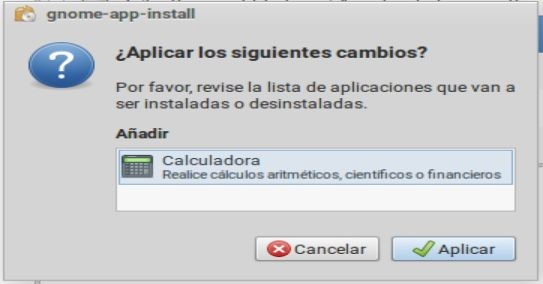 gnome-app-install
¿Aplicar los siguientes cambios?
Por favor, revise la lista de aplicaciones que van a
ser instaladas o desinstaladas.
Añadir
Calculadora
Realice cálculos aritméticos, científicos o financieros
Cancelar
Aplicar